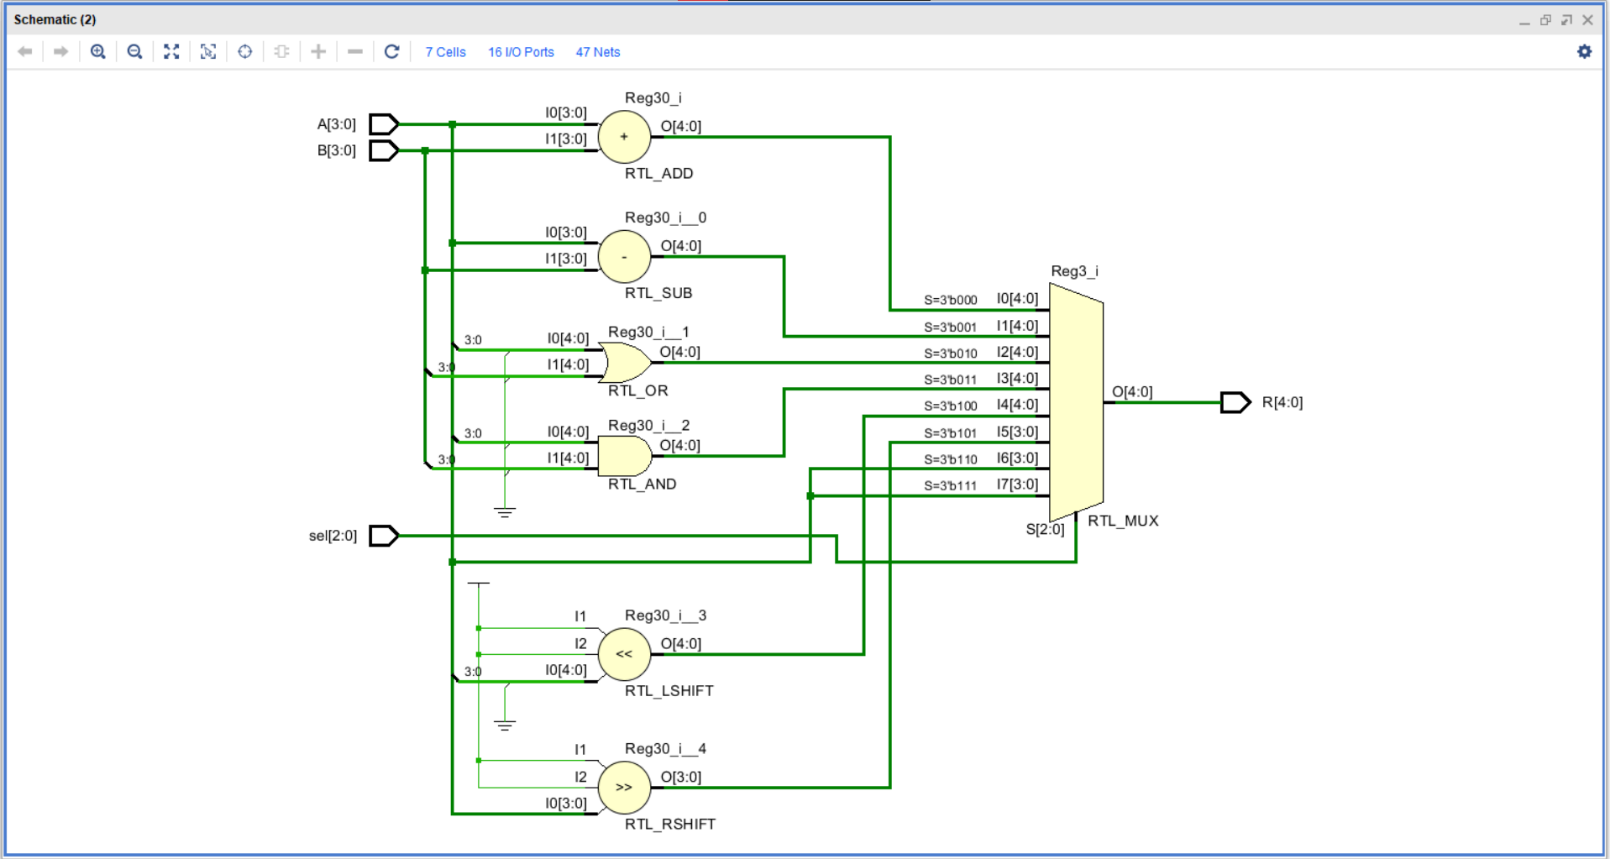 Schematic (2)
7 Cells 16 I/O Ports 47 Nets
Reg30_i
A[3:0] I0[3:0] + O[4:0]
B[3:0] I1[3:0]
RTL_ADD
Reg30_i__0
I0[3:0] - O[4:0]
I1[3:0]
RTL_SUB
Reg3_i
S=3'b000 I0[4:0]
S=3'b001 I1[4:0]
S=3'b010 I2[4:0]
S=3'b011 I3[4:0]
S=3'b100 I4[4:0]
S=3'b101 I5[3:0]
S=3'b110 I6[3:0]
S=3'b111 I7[3:0]
S[2:0] RTL_MUX
O[4:0] R[4:0]
Reg30_i__1
3:0 I0[4:0] O[4:0]
3:0 I1[4:0]
RTL_OR
Reg30_i__2
3:0 I0[4:0] O[4:0]
3:0 I1[4:0]
RTL_AND
sel[2:0]
Reg30_i__3
I1
I2 << O[4:0]
3:0 I0[4:0]
RTL_LSHIFT
Reg30_i__4
I1
I2 >> O[3:0]
I0[3:0]
RTL_RSHIFT